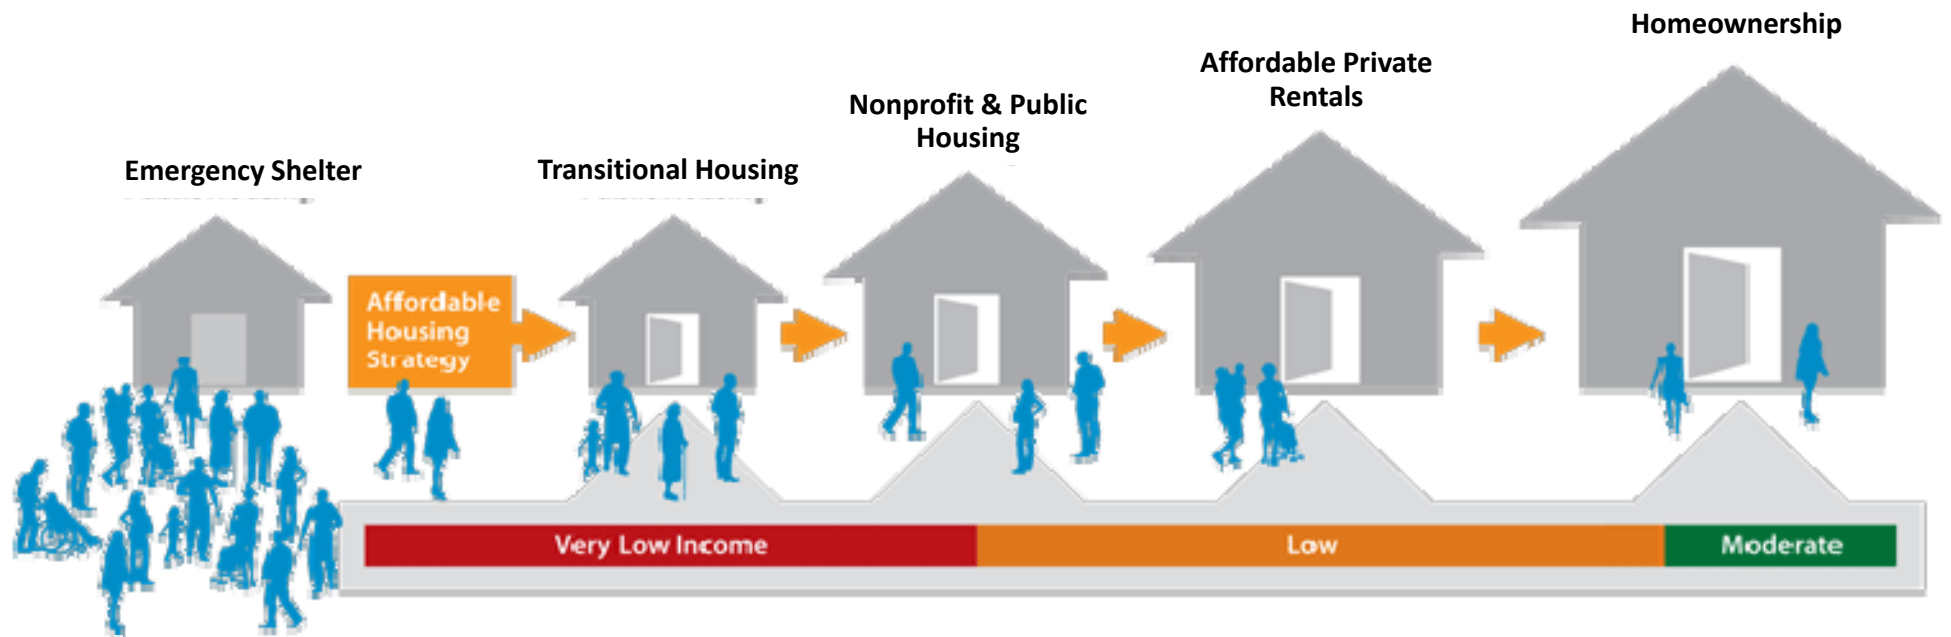 Homeownership
Affordable Private
Rentals
Nonprofit & Public
Housing
Emergency Shelter
Transitional Housing
Affordable
Housing
Strategy
Very Low Income
Low
Moderate